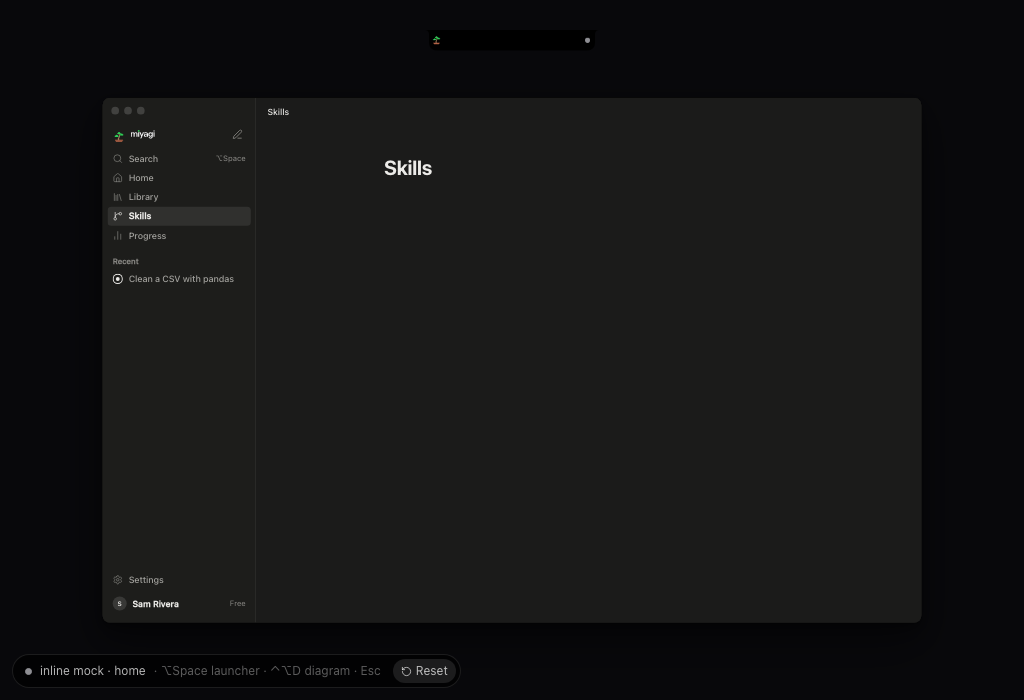 Skills
miyagi
Search ⌥Space
Home
Library
Skills
Progress
Recent
Clean a CSV with pandas
Skills
Settings
S Sam Rivera Free
inline mock · home · ⌥Space launcher · ^⌥D diagram · Esc Reset